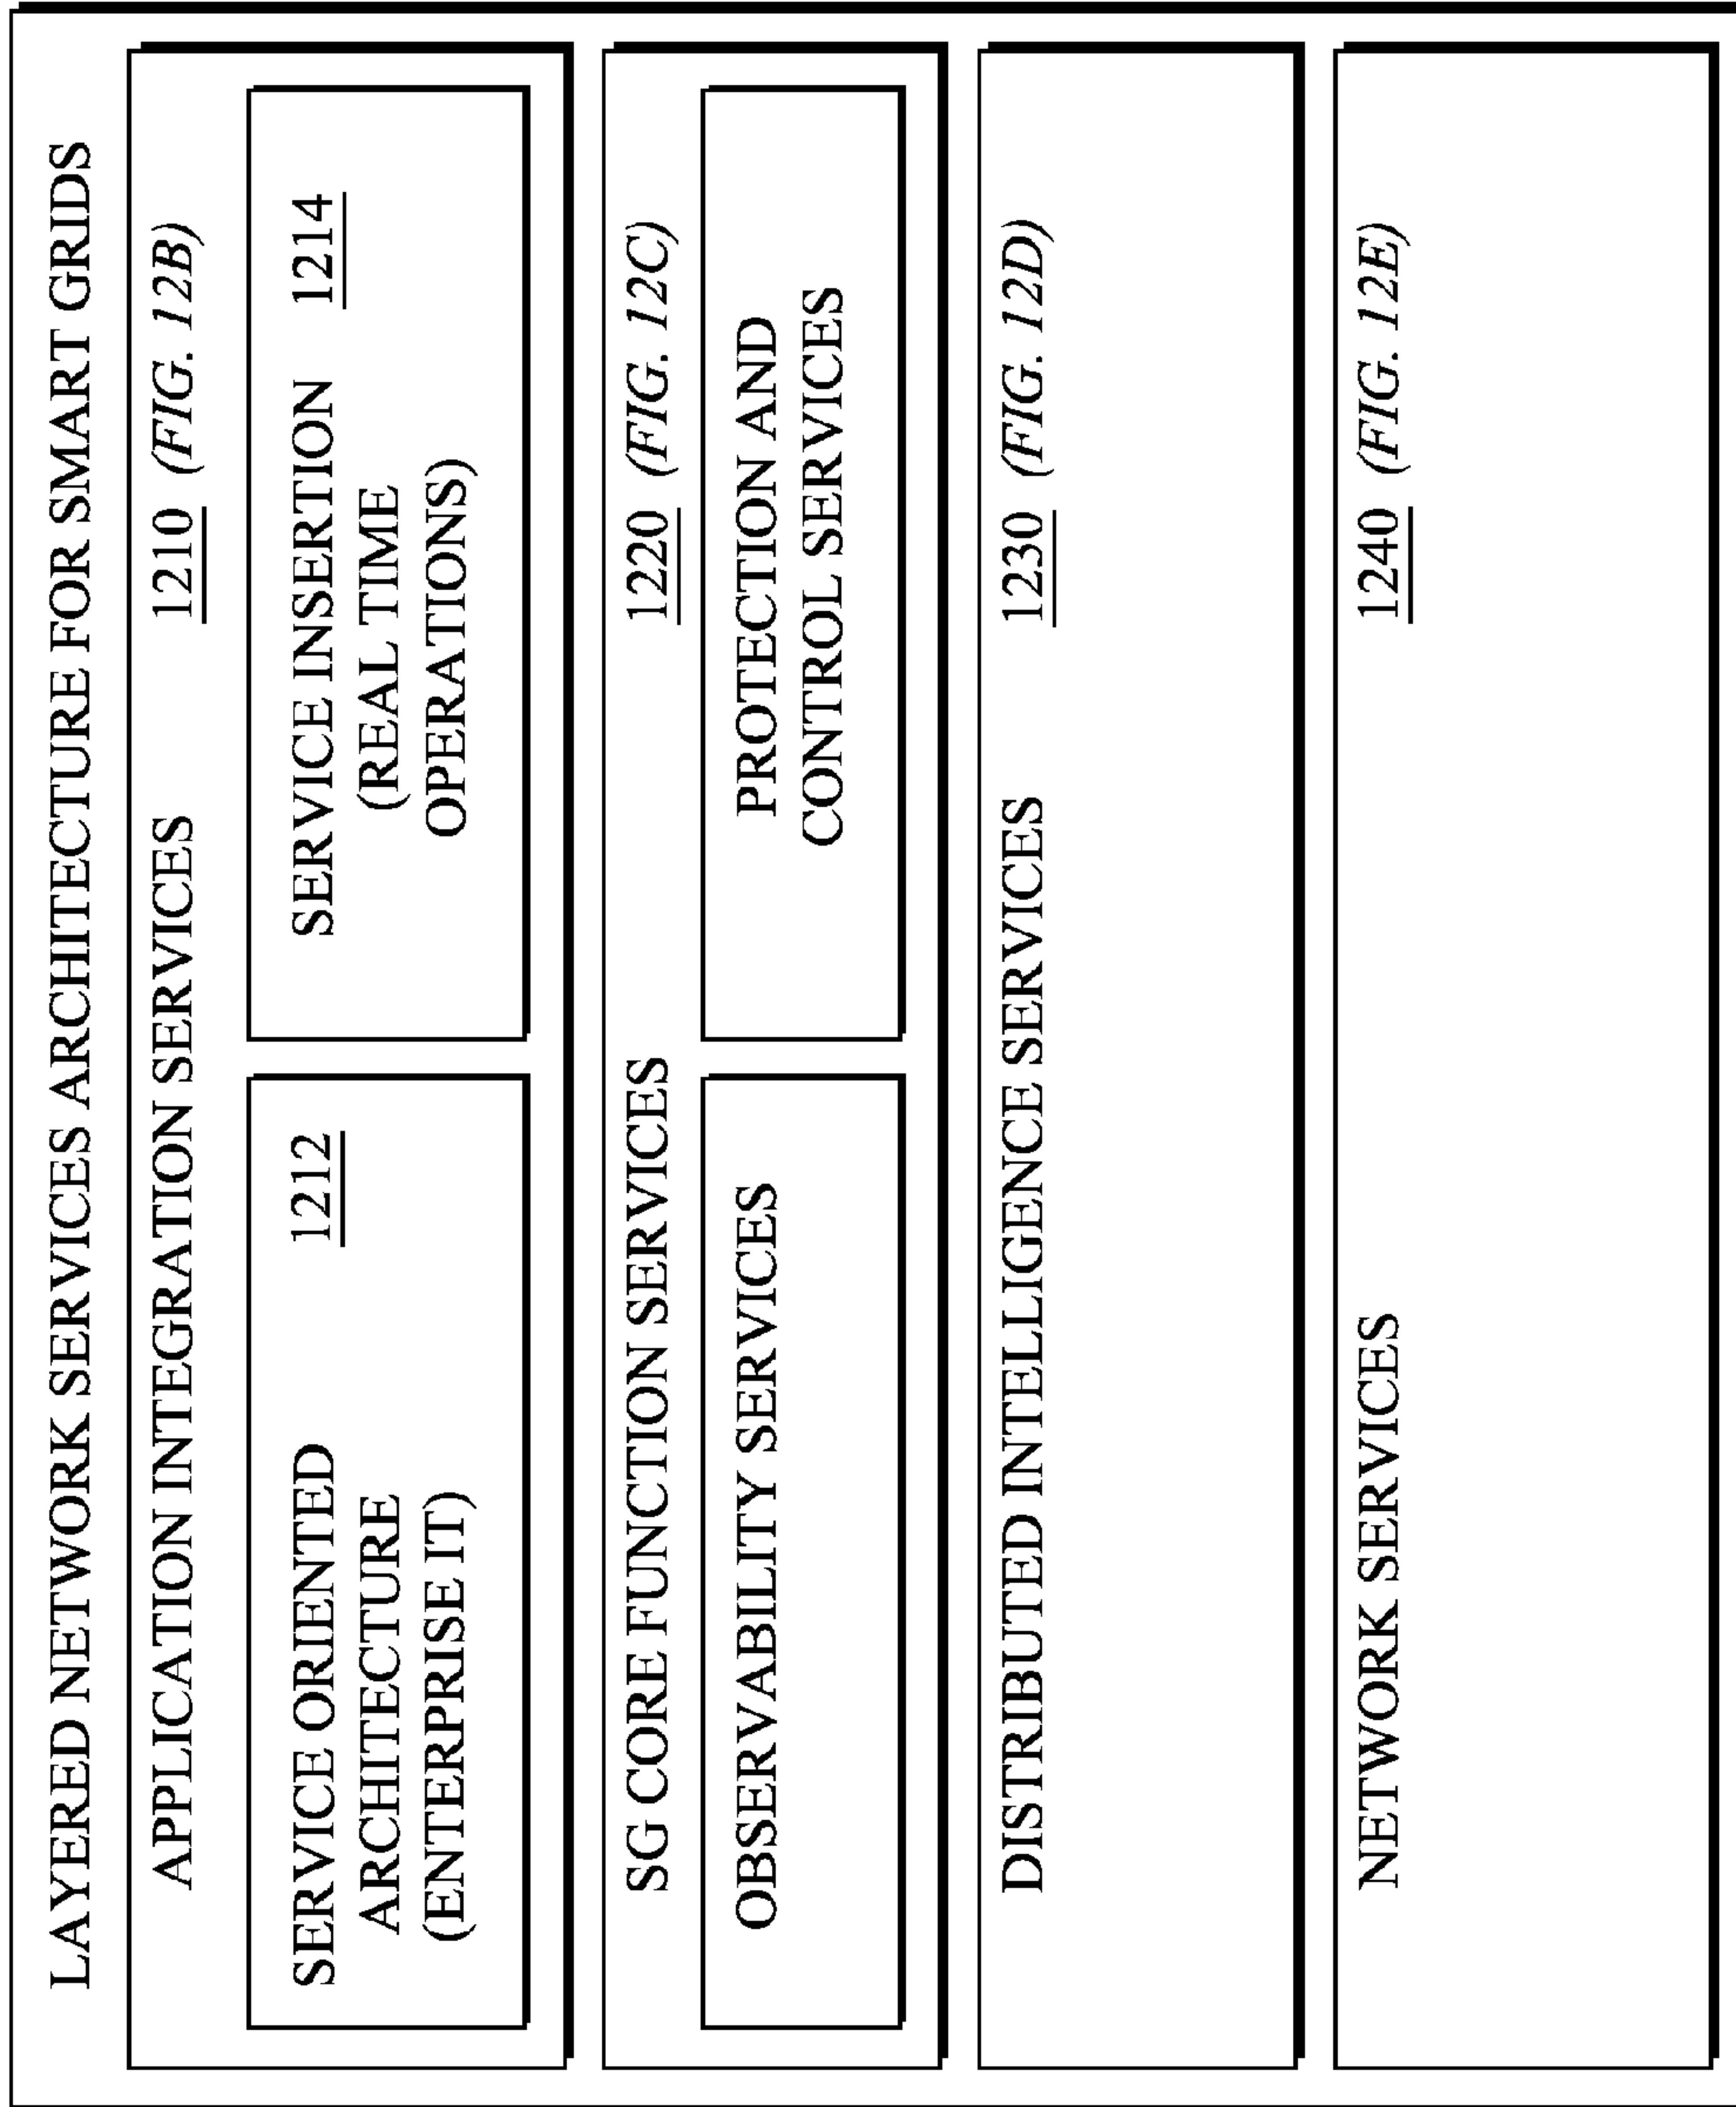 LAYERED NETWORK SERVICES ARCHITECTURE FOR SMART GRIDS
APPLICATION INTEGRATION SERVICES 1210 (FIG. 12B)
SERVICE ORIENTED 1212
ARCHITECTURE
(ENTERPRISE IT)
SERVICE INSERTION 1214
(REAL TIME
OPERATIONS)
SG CORE FUNCTION SERVICES 1220 (FIG. 12C)
OBSERVABILITY SERVICES
PROTECTION AND
CONTROL SERVICES
DISTRIBUTED INTELLIGENCE SERVICES 1230 (FIG. 12D)
NETWORK SERVICES 1240 (FIG. 12E)